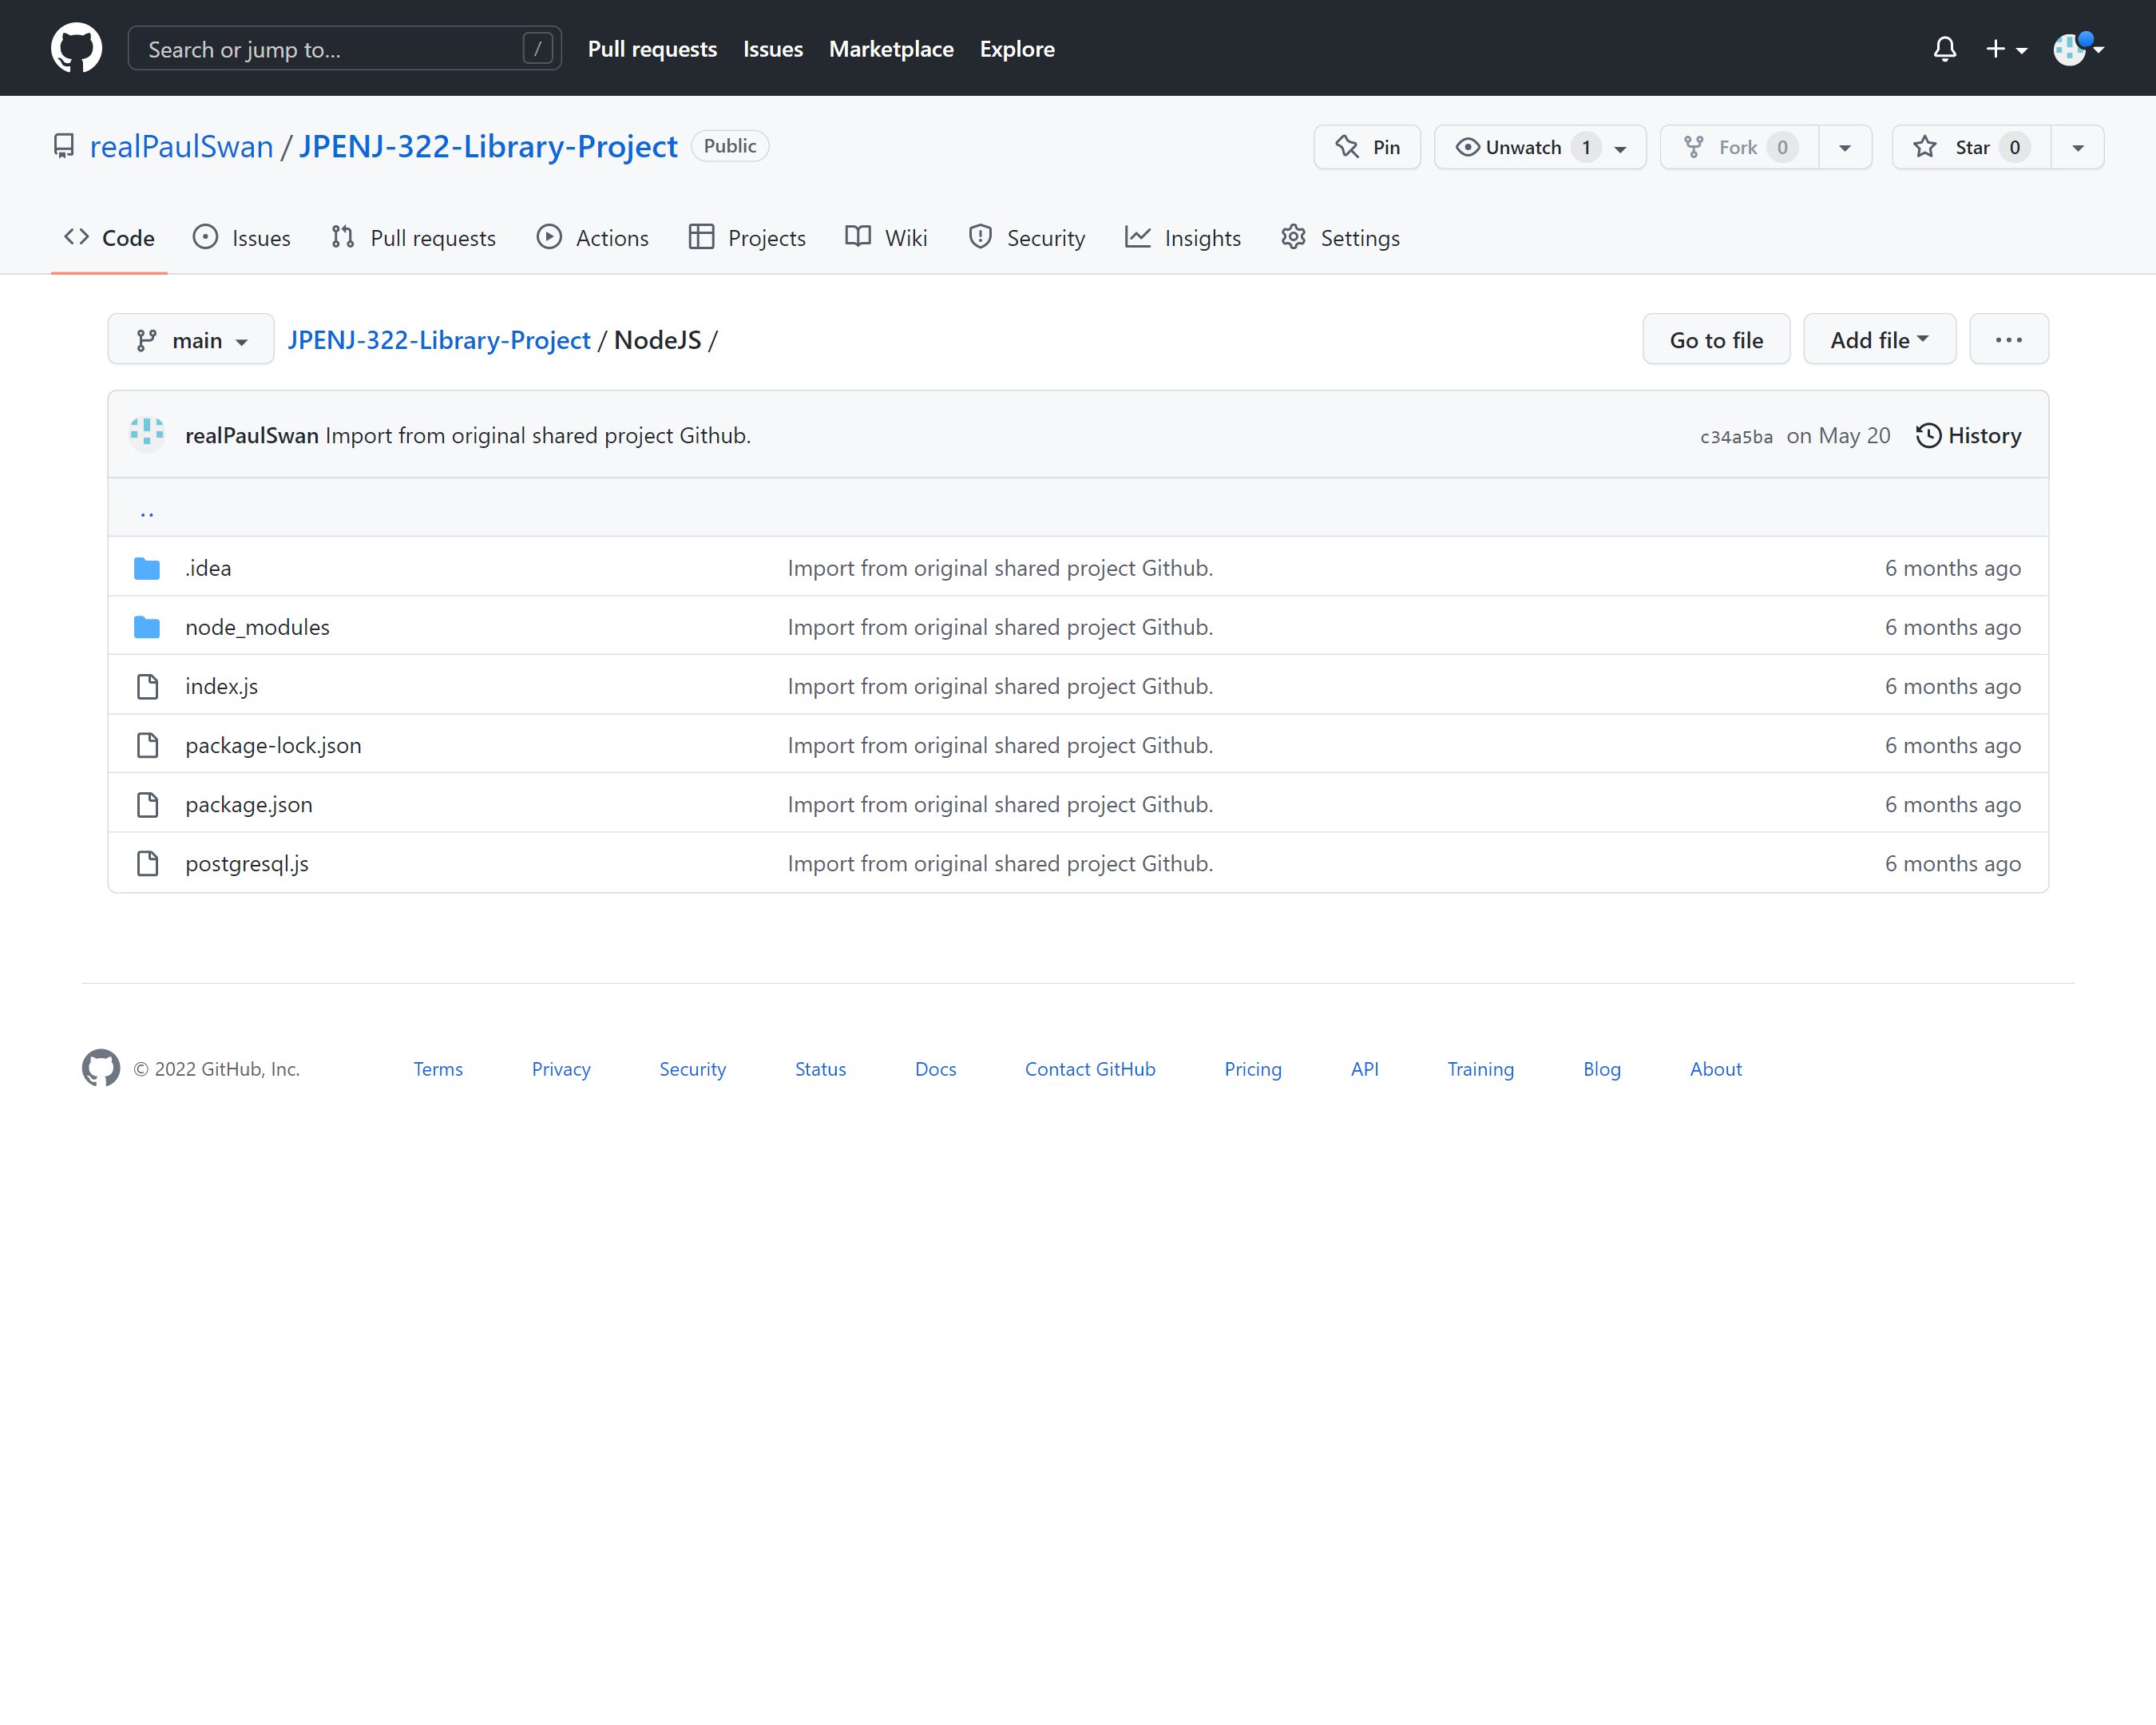 Search or jump to... / Pull requests Issues Marketplace Explore
realPaulSwan / JPENJ-322-Library-Project Public Pin Unwatch 1 Fork 0 Star 0
Code Issues Pull requests Actions Projects Wiki Security Insights Settings
main JPENJ-322-Library-Project / NodeJS / Go to file Add file ...
realPaulSwan Import from original shared project Github. c34a5ba on May 20 History
..
.idea Import from original shared project Github. 6 months ago
node_modules Import from original shared project Github. 6 months ago
index.js Import from original shared project Github. 6 months ago
package-lock.json Import from original shared project Github. 6 months ago
package.json Import from original shared project Github. 6 months ago
postgresql.js Import from original shared project Github. 6 months ago
© 2022 GitHub, Inc. Terms Privacy Security Status Docs Contact GitHub Pricing API Training Blog About